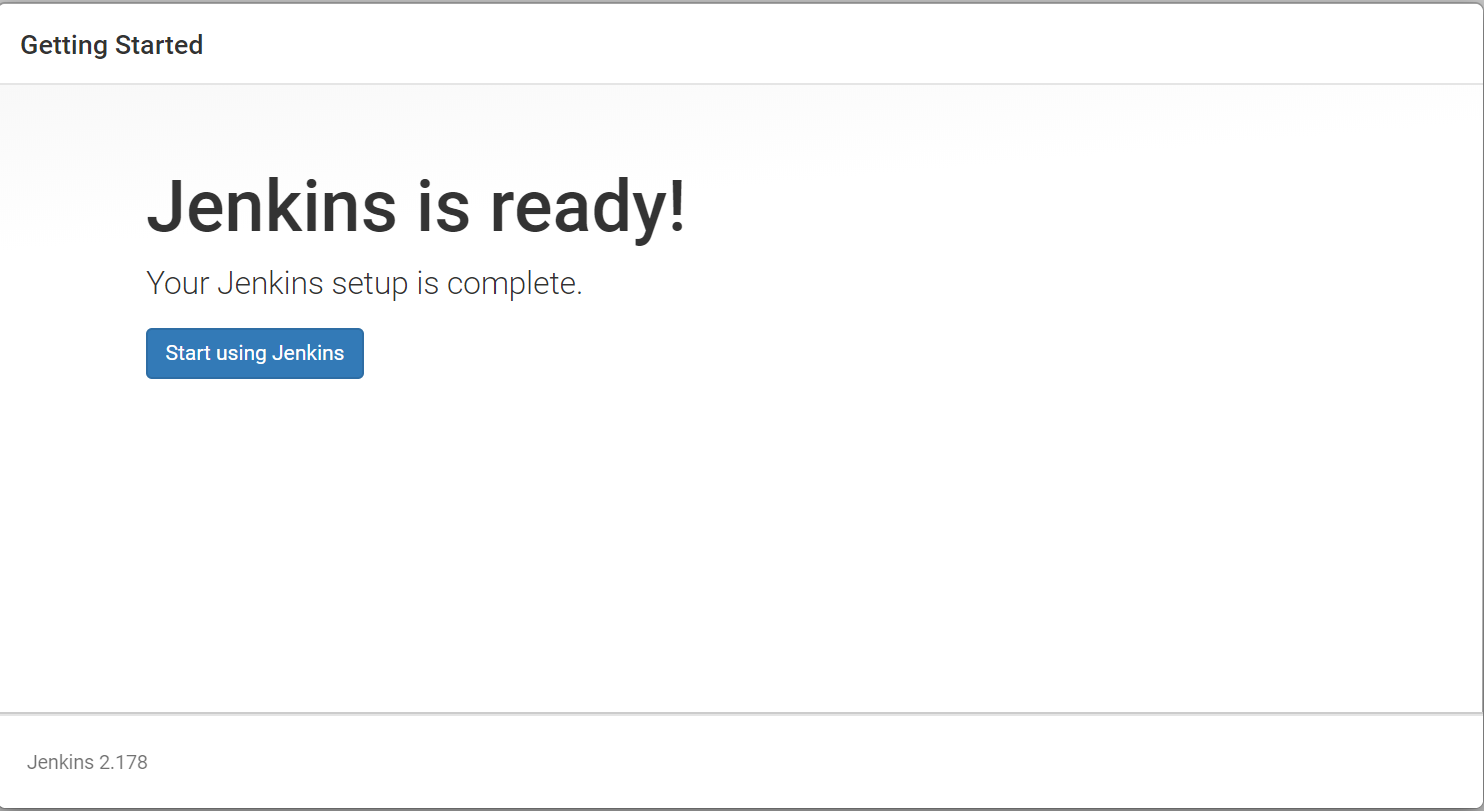 Getting Started
Jenkins is ready!
Your Jenkins setup is complete.
Start using Jenkins
Jenkins 2.178